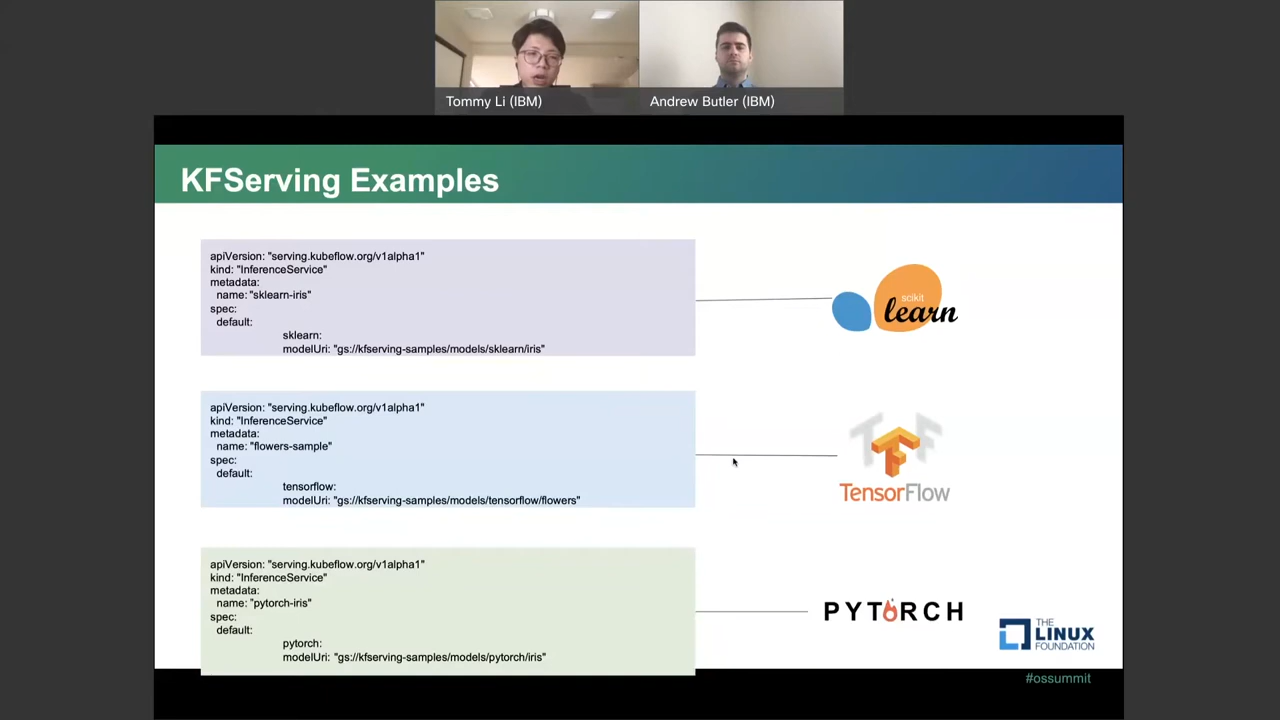 Tommy Li (IBM)
Andrew Butler (IBM)
KFServing Examples
apiVersion: "serving.kubeflow.org/v1alpha1"
kind: "InferenceService"
metadata:
name: "sklearn-iris"
spec:
default:
sklearn:
modelUri: "gs://kfserving-samples/models/sklearn/iris"
scikit
learn
apiVersion: "serving.kubeflow.org/v1alpha1"
kind: "InferenceService"
metadata:
name: "flowers-sample"
spec:
default:
tensorflow:
modelUri: "gs://kfserving-samples/models/tensorflow/flowers"
TensorFlow
apiVersion: "serving.kubeflow.org/v1alpha1"
kind: "InferenceService"
metadata:
name: "pytorch-iris"
spec:
default:
pytorch:
modelUri: "gs://kfserving-samples/models/pytorch/iris"
PYTORCH
THE
LINUX
FOUNDATION
#ossummit